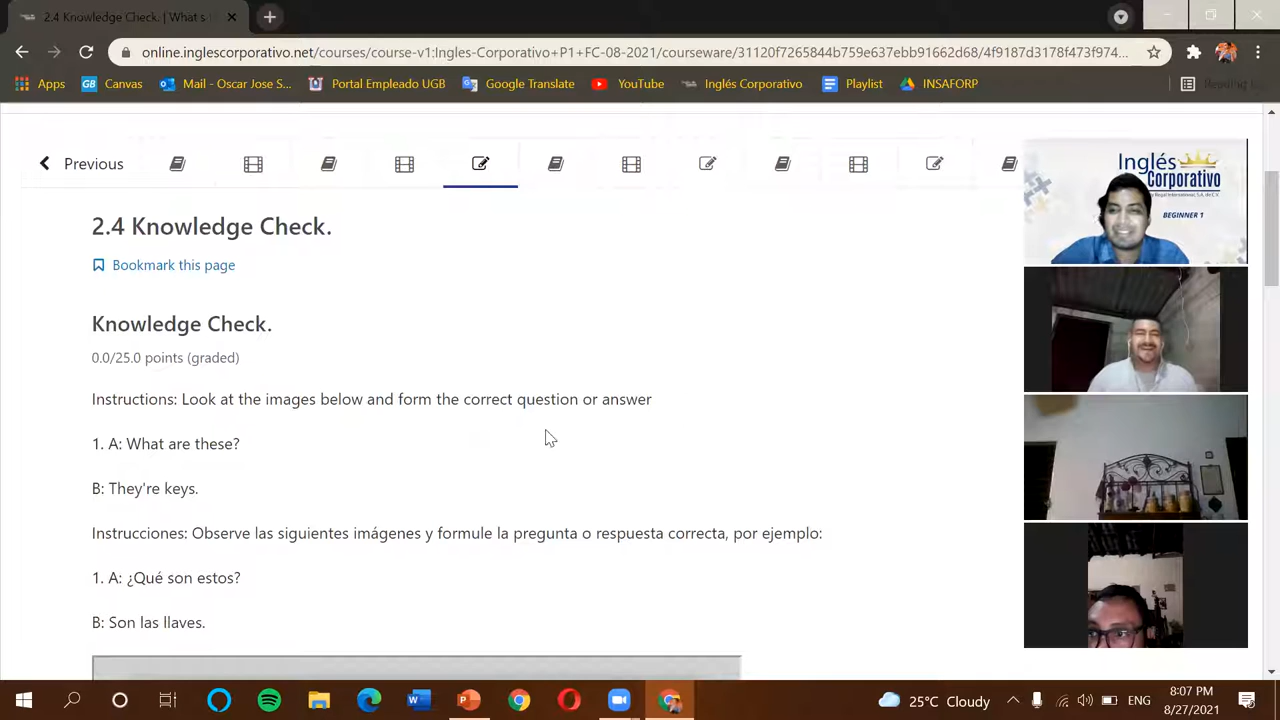 2.4 Knowledge Check. | What's
online.inglescorporativo.net/courses/course-v1:Ingles-Corporativo+P1+FC-08-2021/courseware/31120f7265844b759e637ebb91662d68/4f9187d3178f473f974...
Apps Canvas Mail - Oscar Jose S... Portal Empleado UGB Google Translate YouTube Inglés Corporativo Playlist INSAFORP Reading
Previous
Inglés
Corporativo
BEGINNER 1
2.4 Knowledge Check.
Bookmark this page
Knowledge Check.
0.0/25.0 points (graded)
Instructions: Look at the images below and form the correct question or answer
1. A: What are these?
B: They're keys.
Instrucciones: Observe las siguientes imágenes y formule la pregunta o respuesta correcta, por ejemplo:
1. A: ¿Qué son estos?
B: Son las llaves.
25°C Cloudy
ENG
8:07 PM
8/27/2021